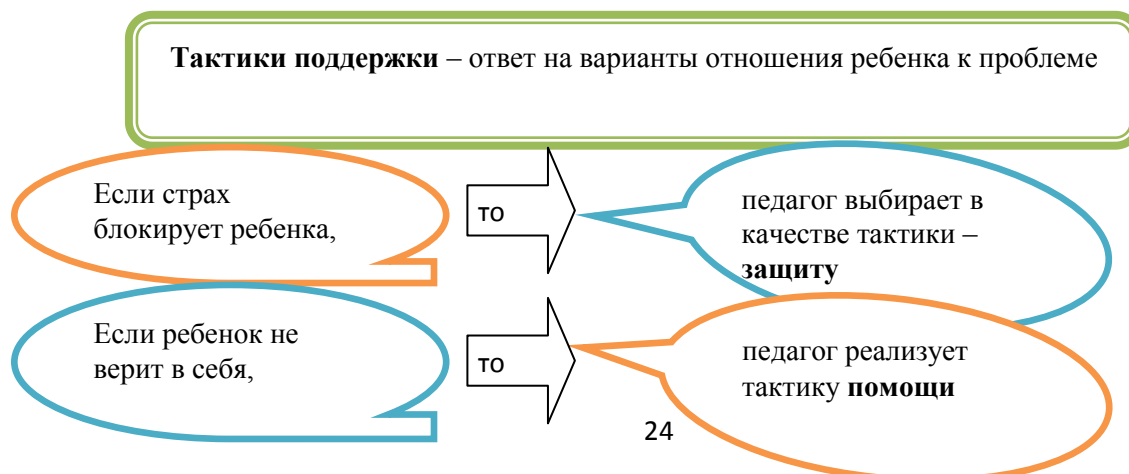 Тактики поддержки – ответ на варианты отношения ребенка к проблеме
Если страх
блокирует ребенка,
то
педагог выбирает в
качестве тактики –
защиту
Если ребенок не
верит в себя,
то
педагог реализует
тактику помощи
24